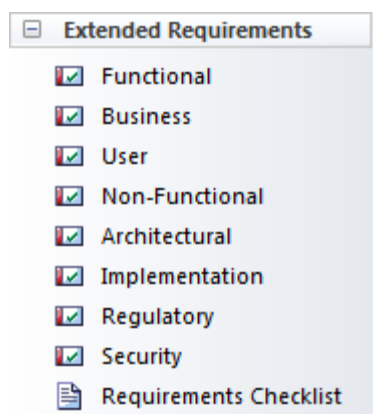 Extended Requirements
Functional
Business
User
Non-Functional
Architectural
Implementation
Regulatory
Security
Requirements Checklist